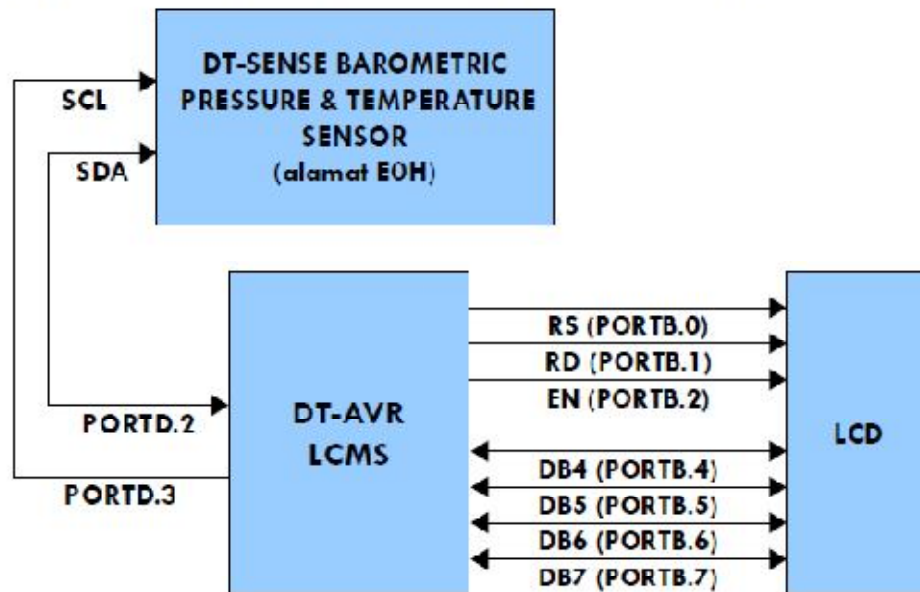 DT-SENSE BAROMETRIC
PRESSURE & TEMPERATURE
SENSOR
(alamat E0H)
SCL
SDA
PORTD.2
PORTD.3
DT-AVR
LCMS
RS (PORTB.0)
RD (PORTB.1)
EN (PORTB.2)
DB4 (PORTB.4)
DB5 (PORTB.5)
DB6 (PORTB.6)
DB7 (PORTB.7)
LCD